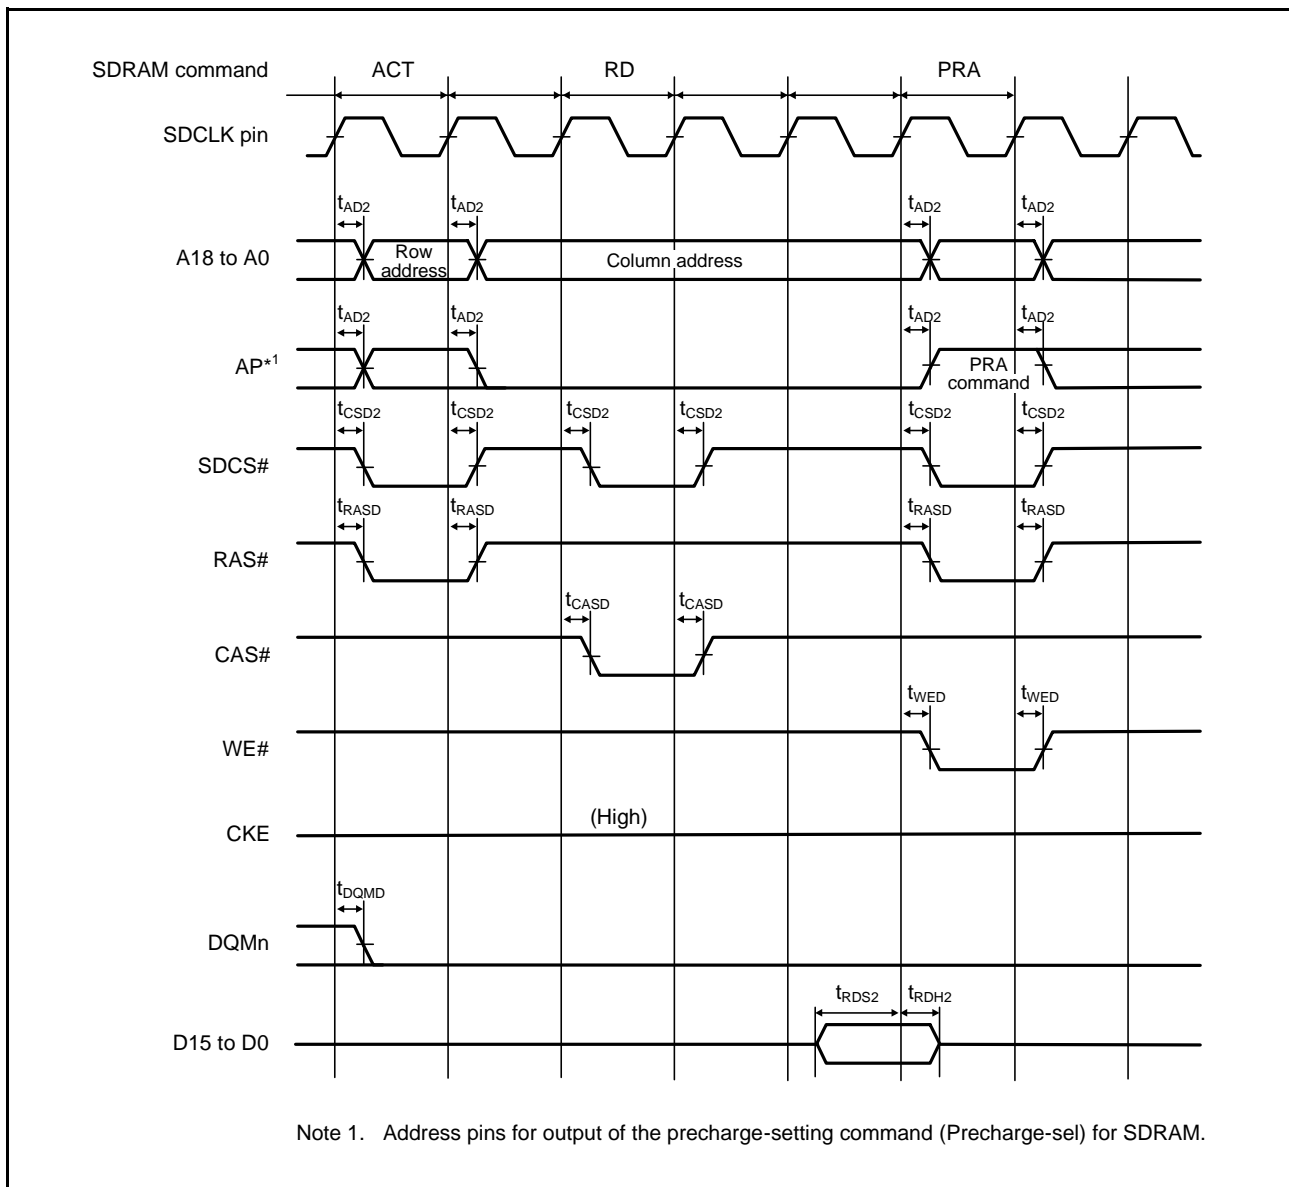 SDRAM command ACT RD PRA
SDCLK pin
tAD2 tAD2 tAD2 tAD2
A18 to A0 Row address Column address
tAD2 tAD2 tAD2 tAD2
AP*1 PRA command
tCSD2 tCSD2 tCSD2 tCSD2 tCSD2 tCSD2
SDCS#
tRASD tRASD tRASD tRASD
RAS#
tCASD tCASD
CAS#
tWED tWED
WE#
(High)
CKE
tDQMD
DQMn
tRDS2 tRDH2
D15 to D0
Note 1. Address pins for output of the precharge-setting command (Precharge-sel) for SDRAM.